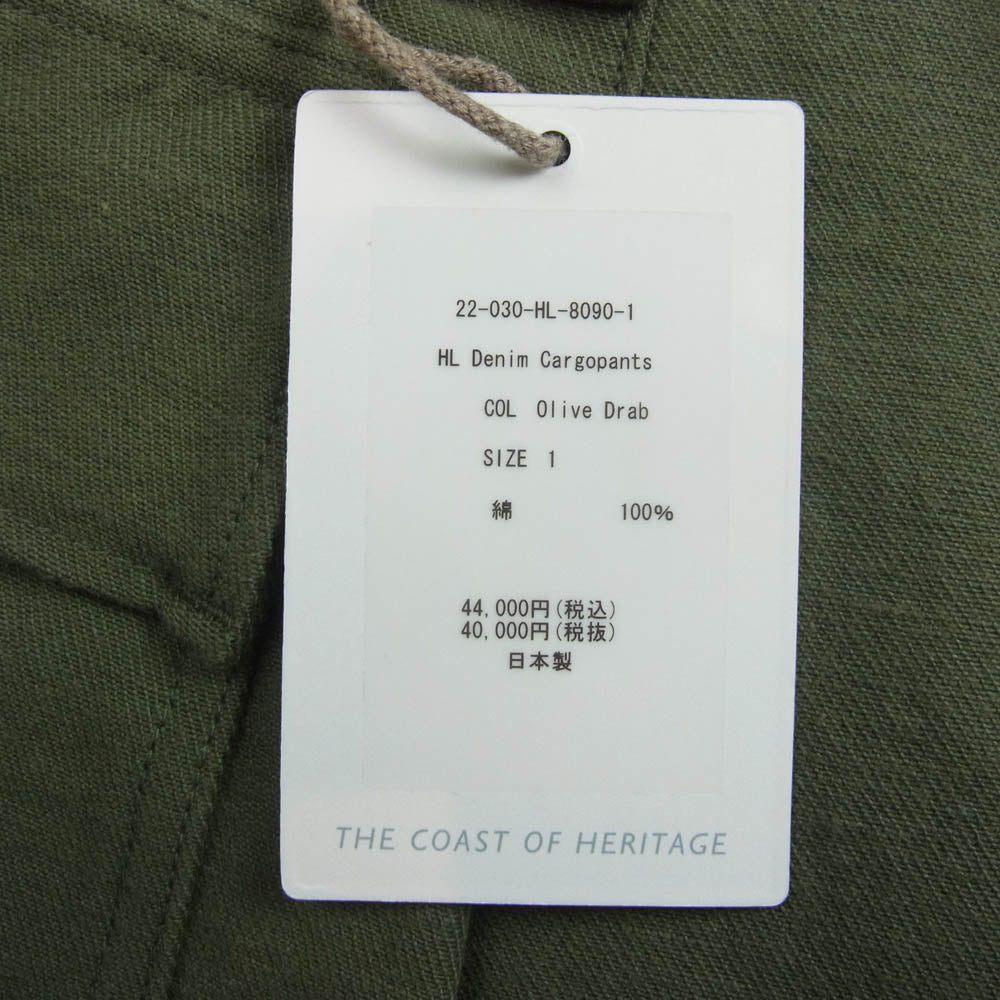 22-030-HL-8090-1
HL Denim Cargopants
COL Olive Drab
SIZE 1
綿 100%
44,000円(税込)
40,000円(税抜)
日本製
THE COAST OF HERITAGE